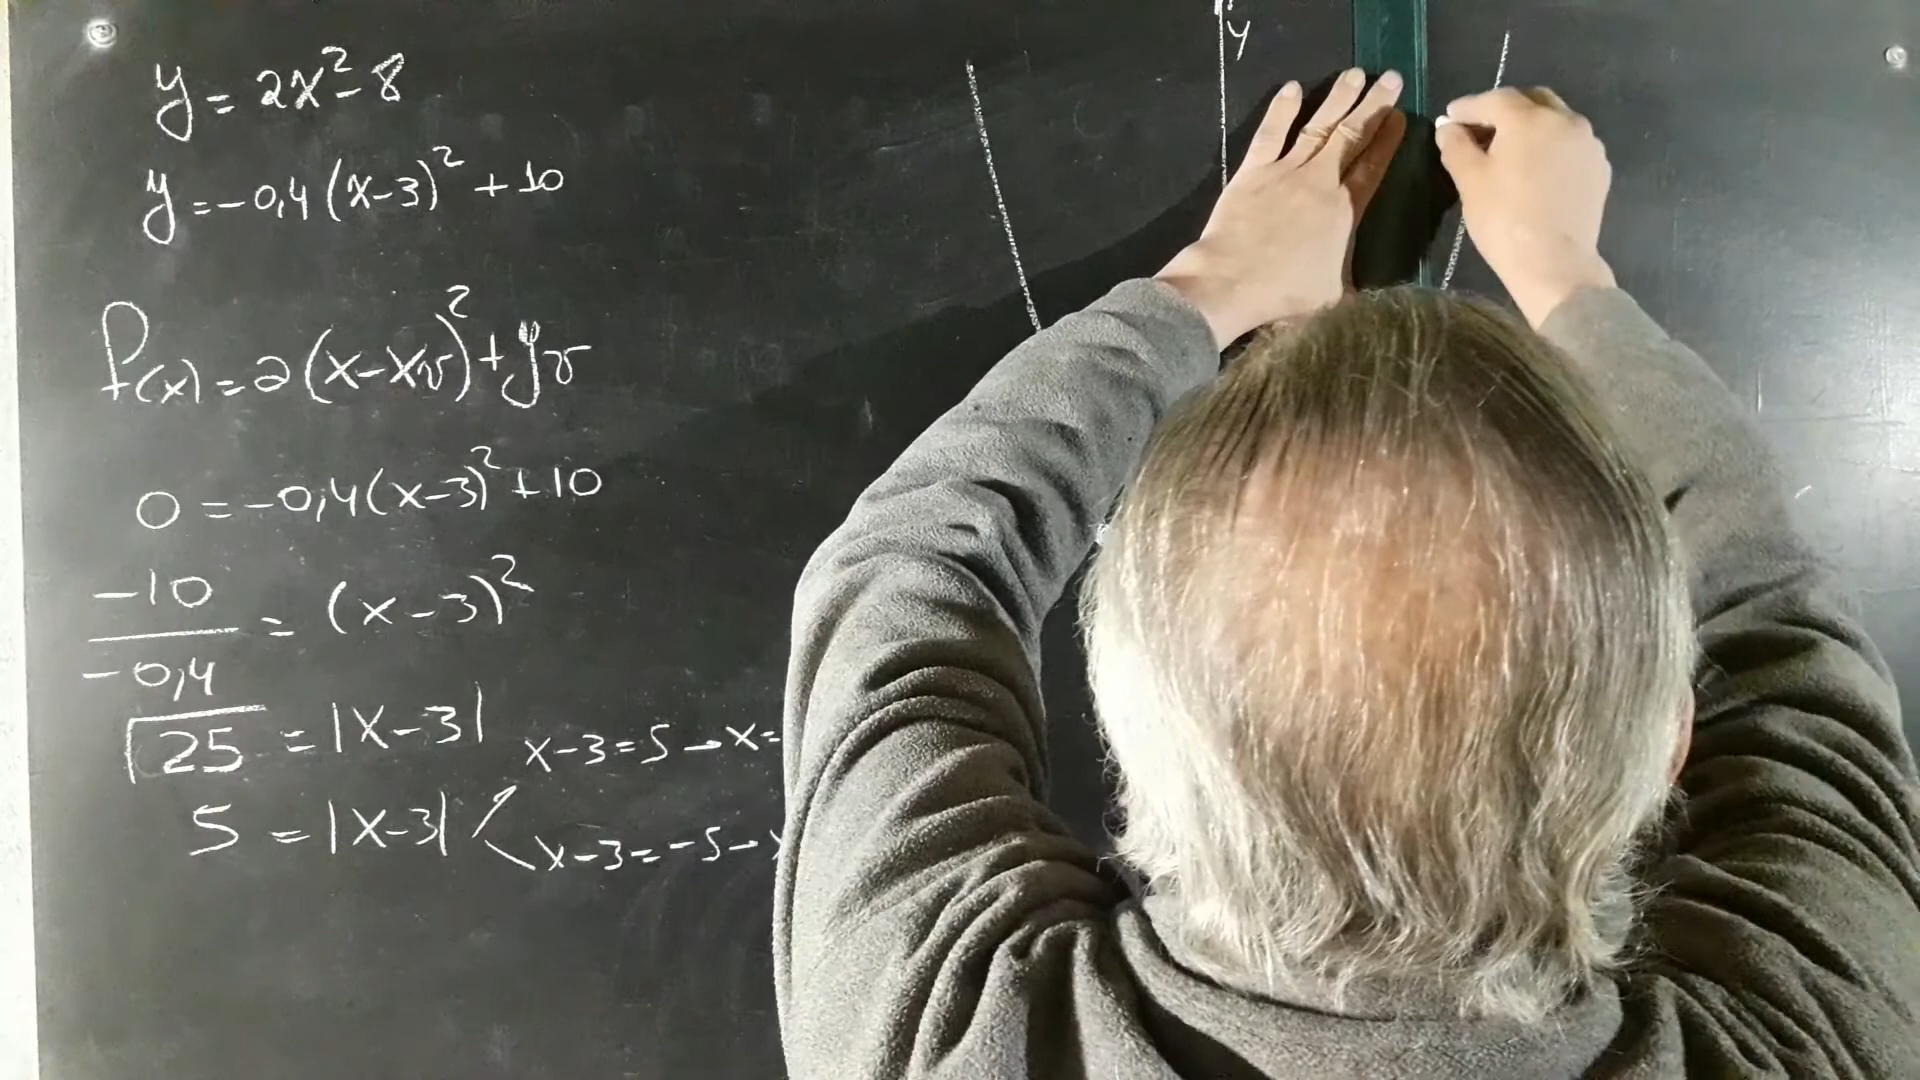 y = 2x² - 8
y = -0,4 (x-3)² + 10
f(x) = a (x - xv)² + yv
0 = -0,4 (x-3)² + 10
-10 / -0,4 = (x-3)²
√25 = |x-3|
5 = |x-3|
x-3 = 5 → x =
x-3 = -5 →
y